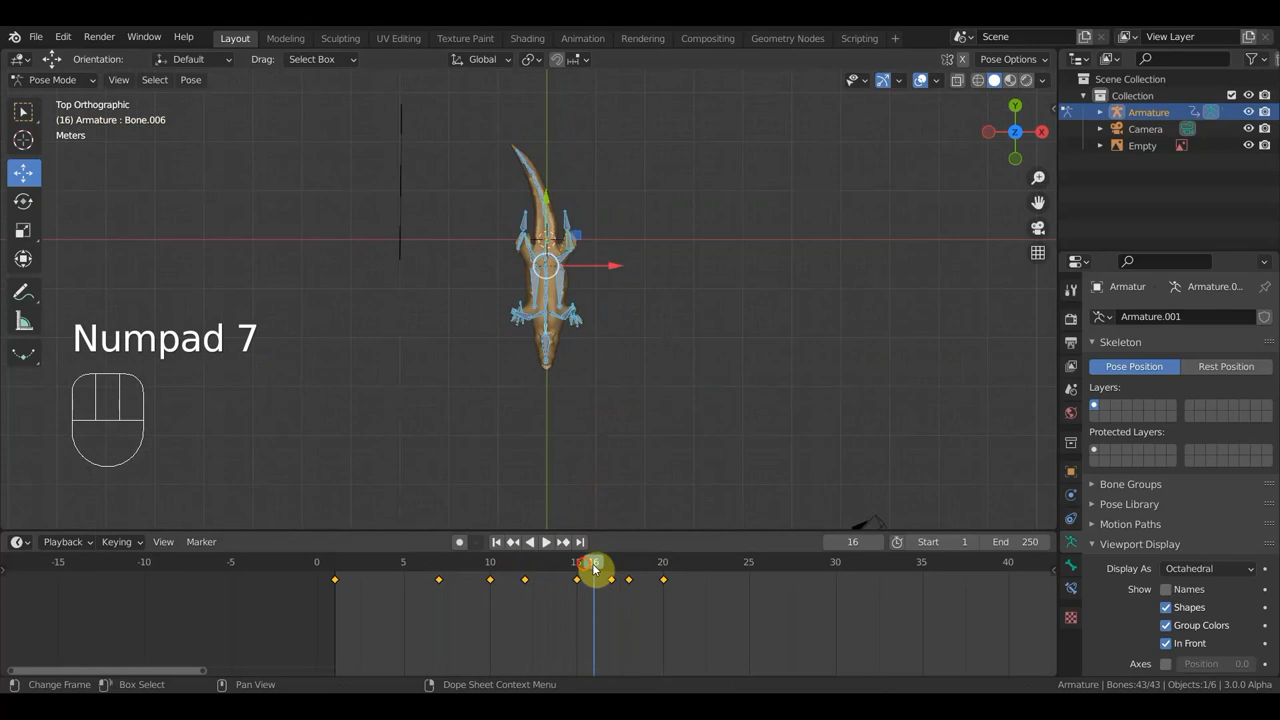 File Edit Render Window Help Layout Modeling Sculpting UV Editing Texture Paint Shading Animation Rendering Compositing Geometry Nodes Scripting + Scene View Layer
Orientation: Default Drag: Select Box Global Pose Options
Pose Mode View Select Pose
Top Orthographic
(16) Armature : Bone.006
Meters
Y
X
Z
Scene Collection
Collection
Armature
Camera
Empty
Armatur Armature.0...
Armature.001
Skeleton
Pose Position Rest Position
Layers:
Protected Layers:
Bone Groups
Pose Library
Motion Paths
Viewport Display
Display As Octahedral
Show Names
Shapes
Group Colors
In Front
Axes Position 0.0
Numpad 7
Playback Keying View Marker 16 Start 1 End 250
-15 -10 -5 0 5 10 15 16 20 25 30 35 40
Change Frame Box Select Pan View Dope Sheet Context Menu Armature | Bones:43/43 | Objects:1/6 | 3.0.0 Alpha